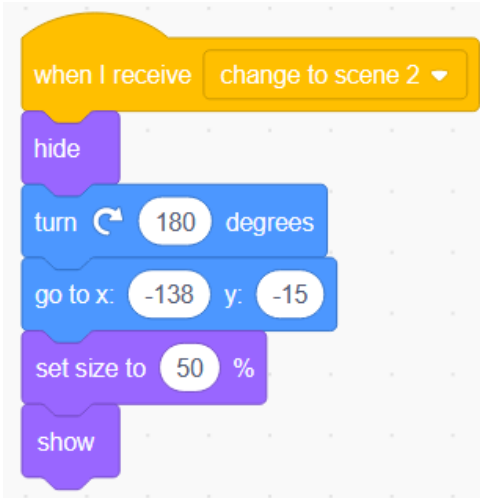 when I receive change to scene 2
hide
turn 180 degrees
go to x: -138 y: -15
set size to 50 %
show